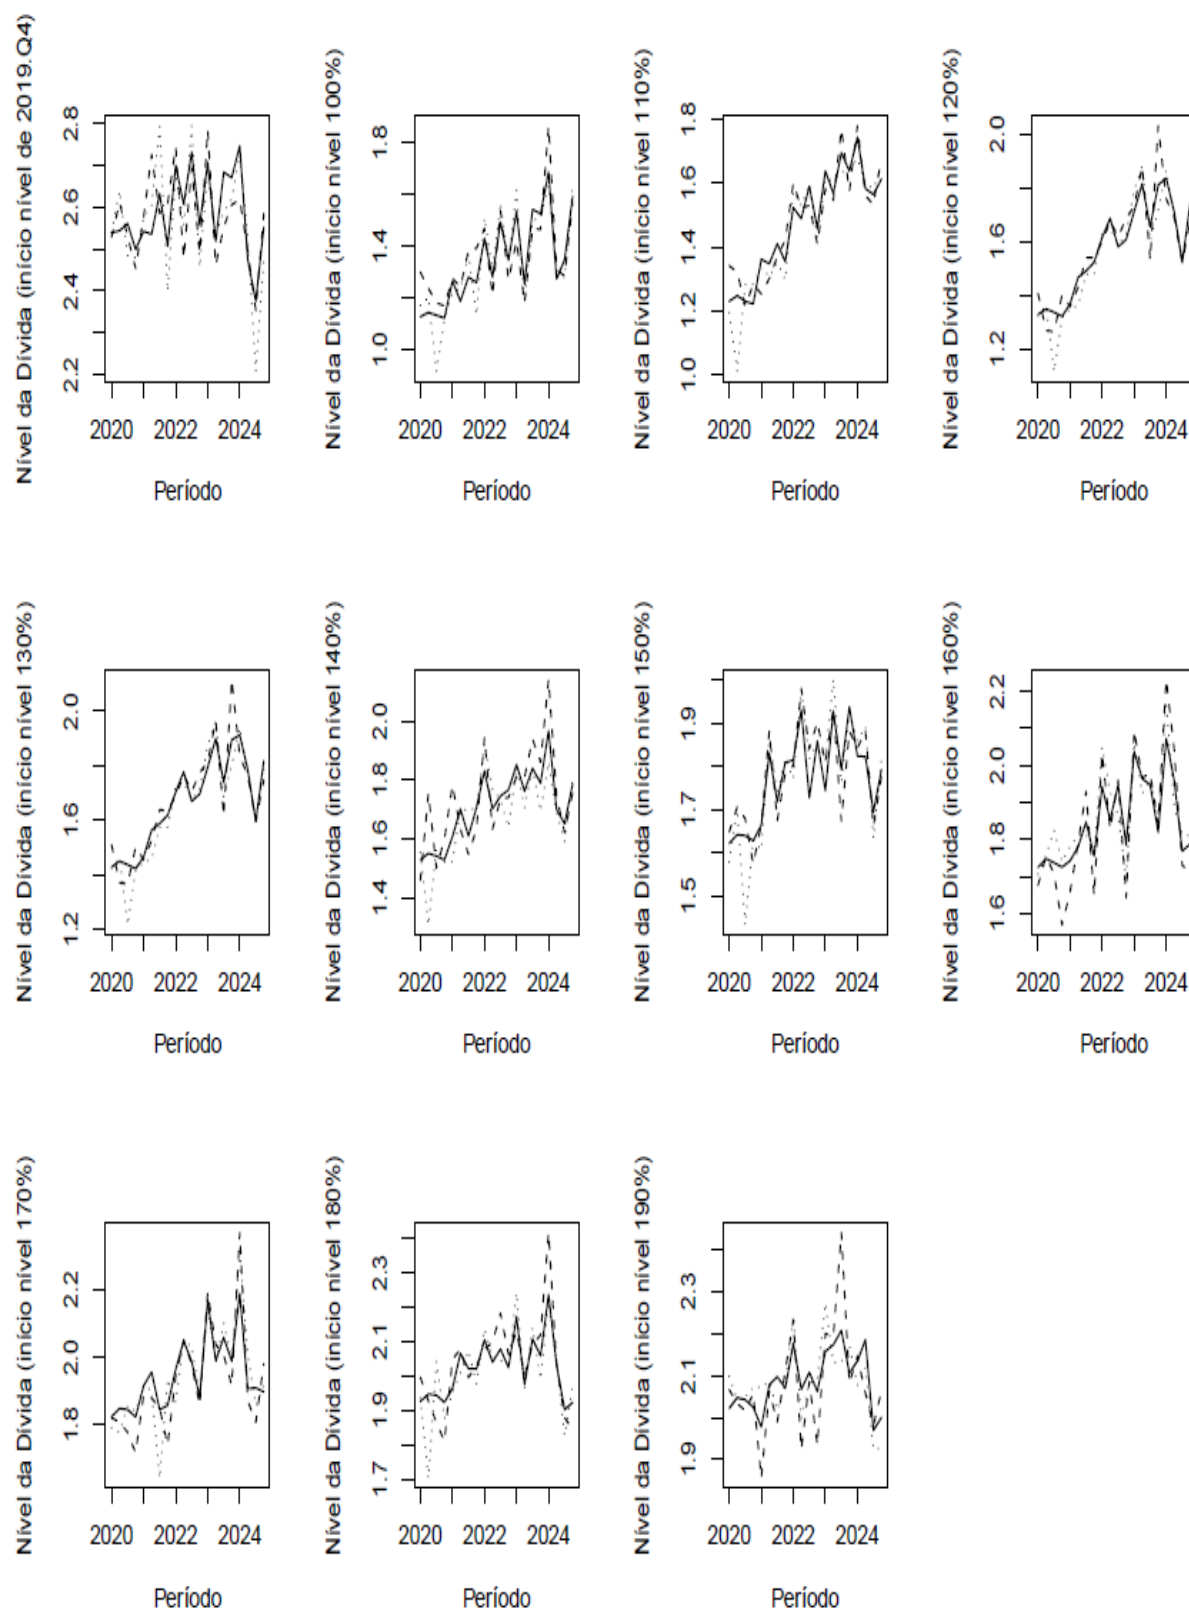 Nível da Dívida (início nível de 2019.Q4)
2.8
2.6
2.4
2.2
2020 2022 2024
Período
Nível da Dívida (início nível 100%)
1.8
1.4
1.0
2020 2022 2024
Período
Nível da Dívida (início nível 110%)
1.8
1.6
1.4
1.2
1.0
2020 2022 2024
Período
Nível da Dívida (início nível 120%)
2.0
1.6
1.2
2020 2022 2024
Período
Nível da Dívida (início nível 130%)
2.0
1.6
1.2
2020 2022 2024
Período
Nível da Dívida (início nível 140%)
2.0
1.8
1.6
1.4
2020 2022 2024
Período
Nível da Dívida (início nível 150%)
1.9
1.7
1.5
2020 2022 2024
Período
Nível da Dívida (início nível 160%)
2.2
2.0
1.8
1.6
2020 2022 2024
Período
Nível da Dívida (início nível 170%)
2.2
2.0
1.8
2020 2022 2024
Período
Nível da Dívida (início nível 180%)
2.3
2.1
1.9
1.7
2020 2022 2024
Período
Nível da Dívida (início nível 190%)
2.3
2.1
1.9
2020 2022 2024
Período